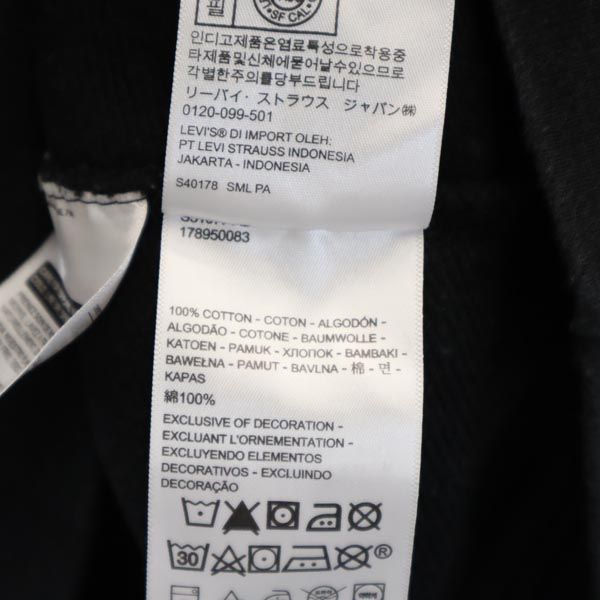 필
SF CAL
인디고제품은염료특성으로착용중
타제품및신체에묻어날수있으므로
각별한주의를당부드립니다
リーバイ・ストラウス ジャパン㈱
0120-099-501
LEVI'S® DI IMPORT OLEH:
PT LEVI STRAUSS INDONESIA
JAKARTA - INDONESIA
S40178 SML PA
178950083
100% COTTON - COTON - ALGODÓN -
ALGODÃO - COTONE - BAUMWOLLE -
KATOEN - PAMUK - ХЛОПОК - BAMBAKI -
BAWEŁNA - PAMUT - BAVLNA - 棉 - 면 -
KAPAS
綿100%
EXCLUSIVE OF DECORATION -
EXCLUANT L'ORNEMENTATION -
EXCLUYENDO ELEMENTOS
DECORATIVOS - EXCLUINDO
DECORAÇÃO
30
®